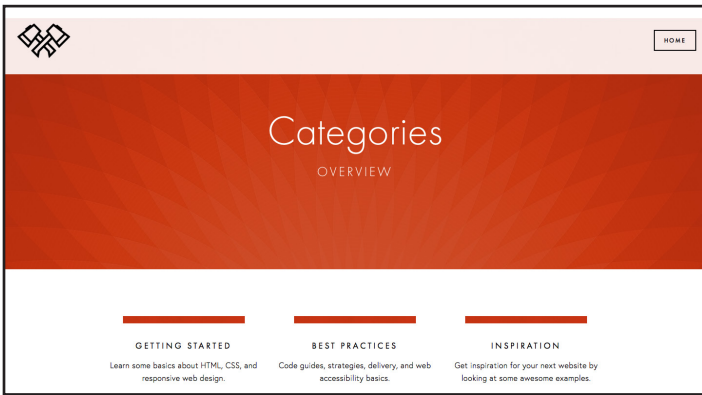 HOME
Categories
OVERVIEW
GETTING STARTED
Learn some basics about HTML, CSS, and
responsive web design.
BEST PRACTICES
Code guides, strategies, delivery, and web
accessibility basics.
INSPIRATION
Get inspiration for your next website by
looking at some awesome examples.